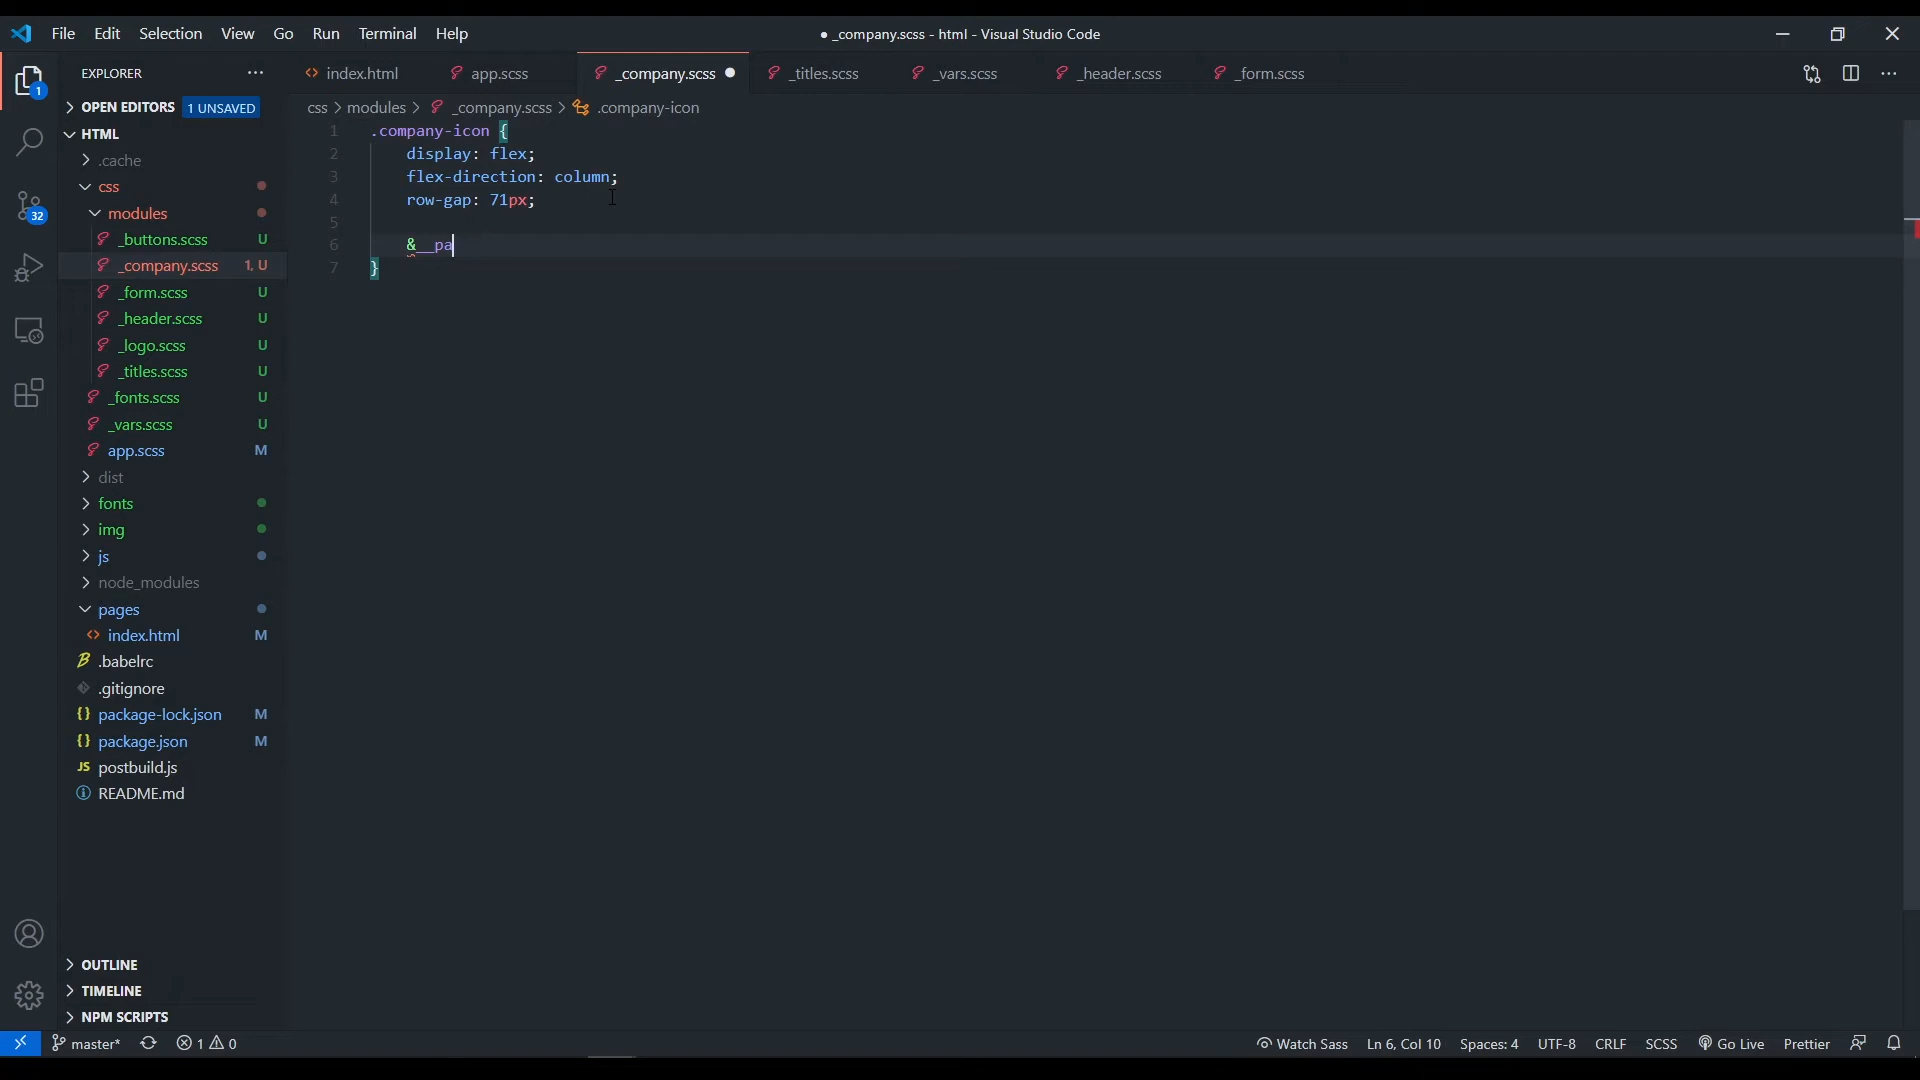 File Edit Selection View Go Run Terminal Help
● _company.scss - html - Visual Studio Code
EXPLORER
index.html app.scss _company.scss _titles.scss _vars.scss _header.scss _form.scss
OPEN EDITORS 1 UNSAVED
css > modules > _company.scss > .company-icon
HTML
.cache
css
modules
_buttons.scss U
_company.scss 1, U
_form.scss U
_header.scss U
_logo.scss U
_titles.scss U
_fonts.scss U
_vars.scss U
app.scss M
dist
fonts
img
js
node_modules
pages
index.html M
.babelrc
.gitignore
package-lock.json M
package.json M
JS postbuild.js
README.md
OUTLINE
TIMELINE
NPM SCRIPTS
1
32
1 .company-icon {
2 display: flex;
3 flex-direction: column;
4 row-gap: 71px;
5
6 &__pa
7 }
master* 1 0 Watch Sass Ln 6, Col 10 Spaces: 4 UTF-8 CRLF SCSS Go Live Prettier